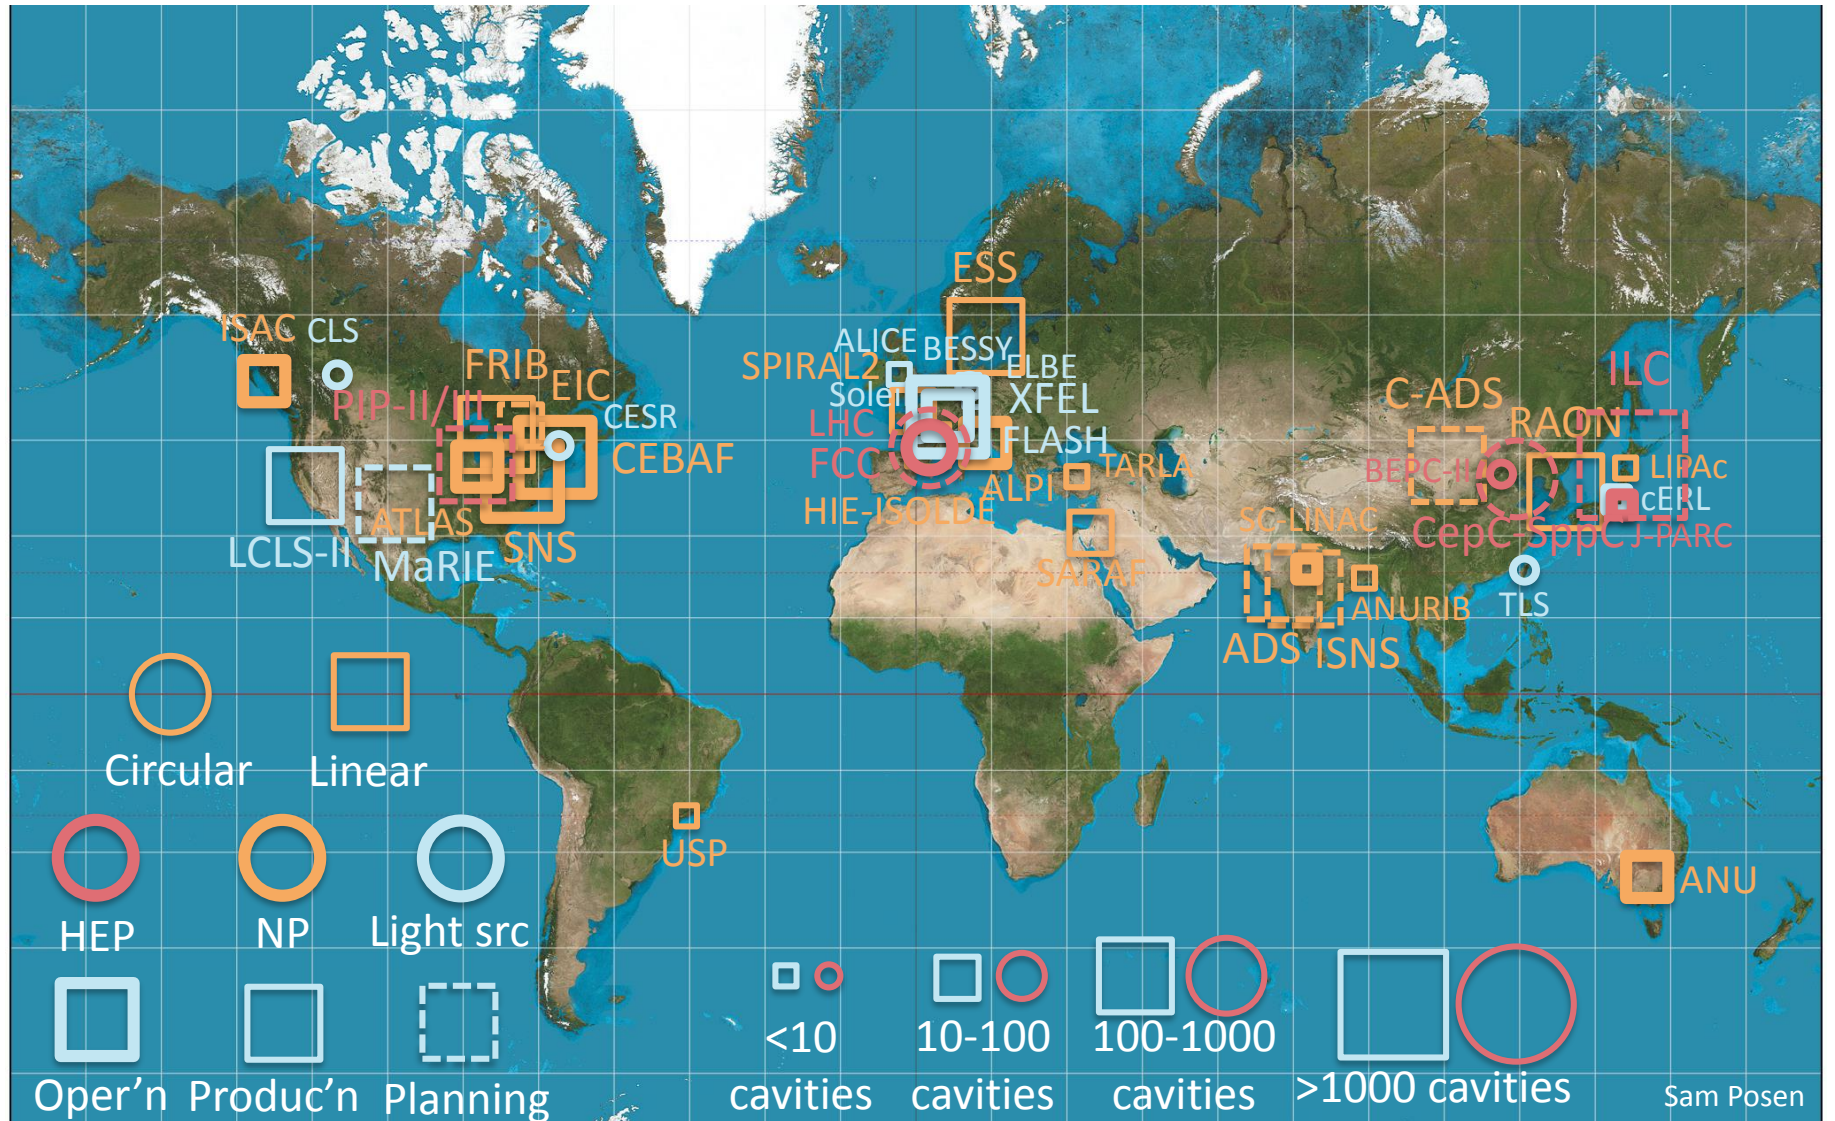 ESS
ISAC
CLS
ALICE
BESSY
SPIRAL2
ELBE
FRIB
EIC
Soleil
XFEL
PIP-II/III
CESR
LHC
FLASH
CEBAF
FCC
ALPI
TARLA
HIE-ISOLDE
SARAF
ILC
C-ADS
RAON
BEPC-II
LIPAc
cERL
CepC-SppC
J-PARC
SC-LINAC
ATLAS
SNS
LCLS-II
MaRIE
ANURIB
TLS
ADS
ISNS
Circular
Linear
USP
ANU
HEP
NP
Light src
Oper’n
Produc’n
Planning
<10
cavities
10-100
cavities
100-1000
cavities
>1000 cavities
Sam Posen